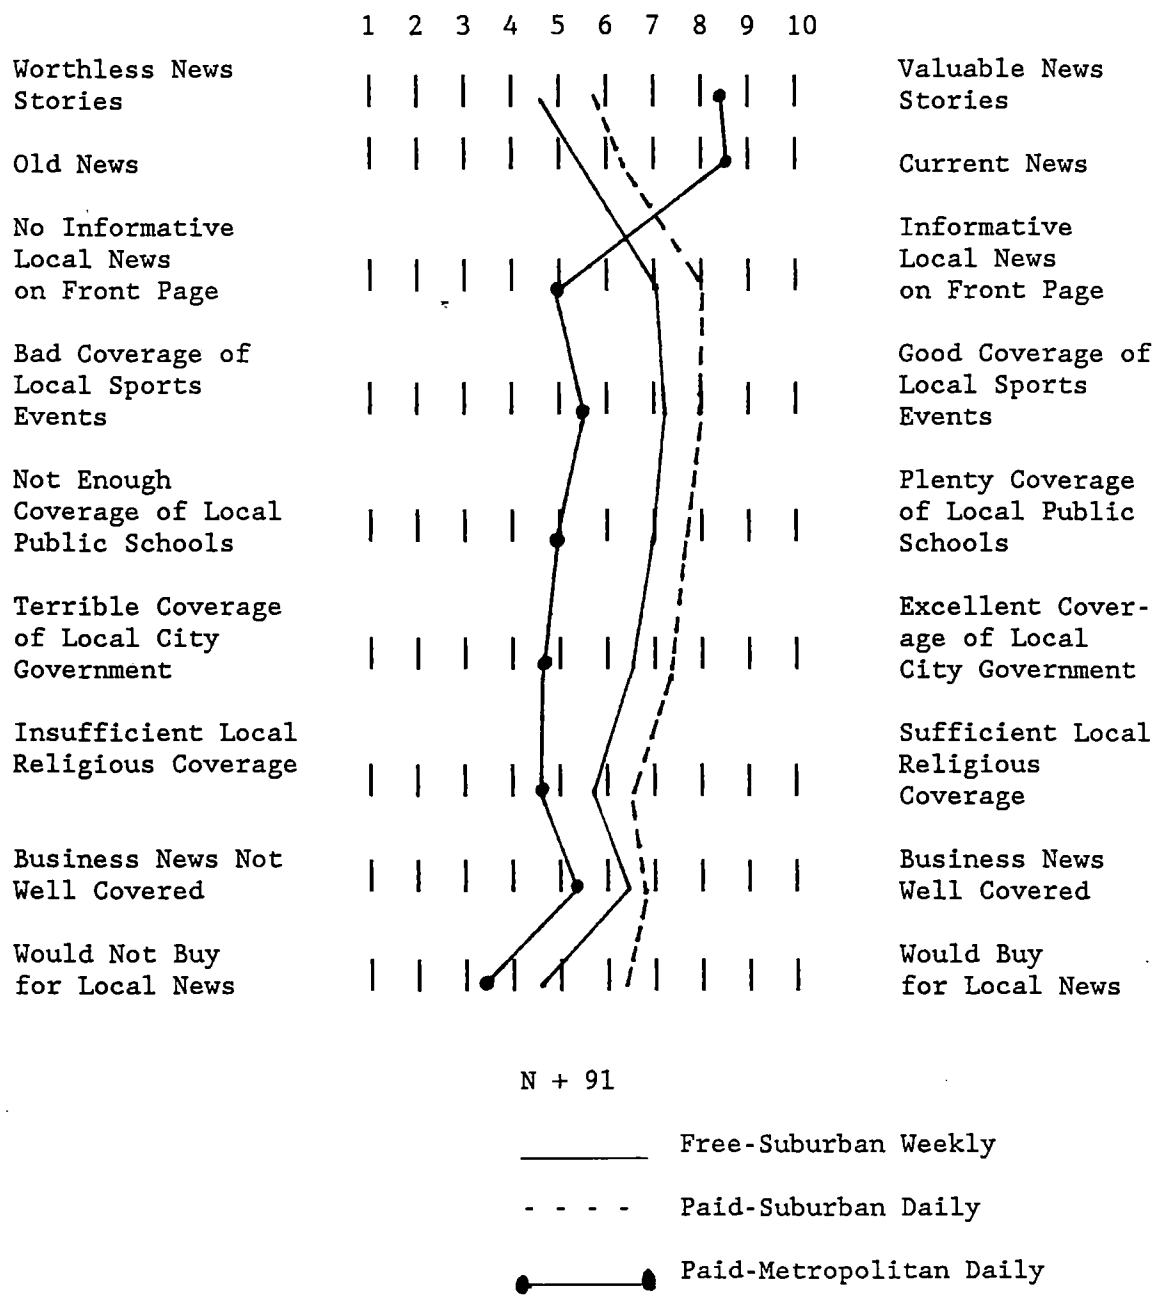 1 2 3 4 5 6 7 8 9 10
Worthless News
Stories
Valuable News
Stories
Old News
Current News
No Informative
Local News
on Front Page
Informative
Local News
on Front Page
Bad Coverage of
Local Sports
Events
Good Coverage of
Local Sports
Events
Not Enough
Coverage of Local
Public Schools
Plenty Coverage
of Local Public
Schools
Terrible Coverage
of Local City
Government
Excellent Cover-
age of Local
City Government
Insufficient Local
Religious Coverage
Sufficient Local
Religious
Coverage
Business News Not
Well Covered
Business News
Well Covered
Would Not Buy
for Local News
Would Buy
for Local News
N + 91
Free-Suburban Weekly
Paid-Suburban Daily
Paid-Metropolitan Daily